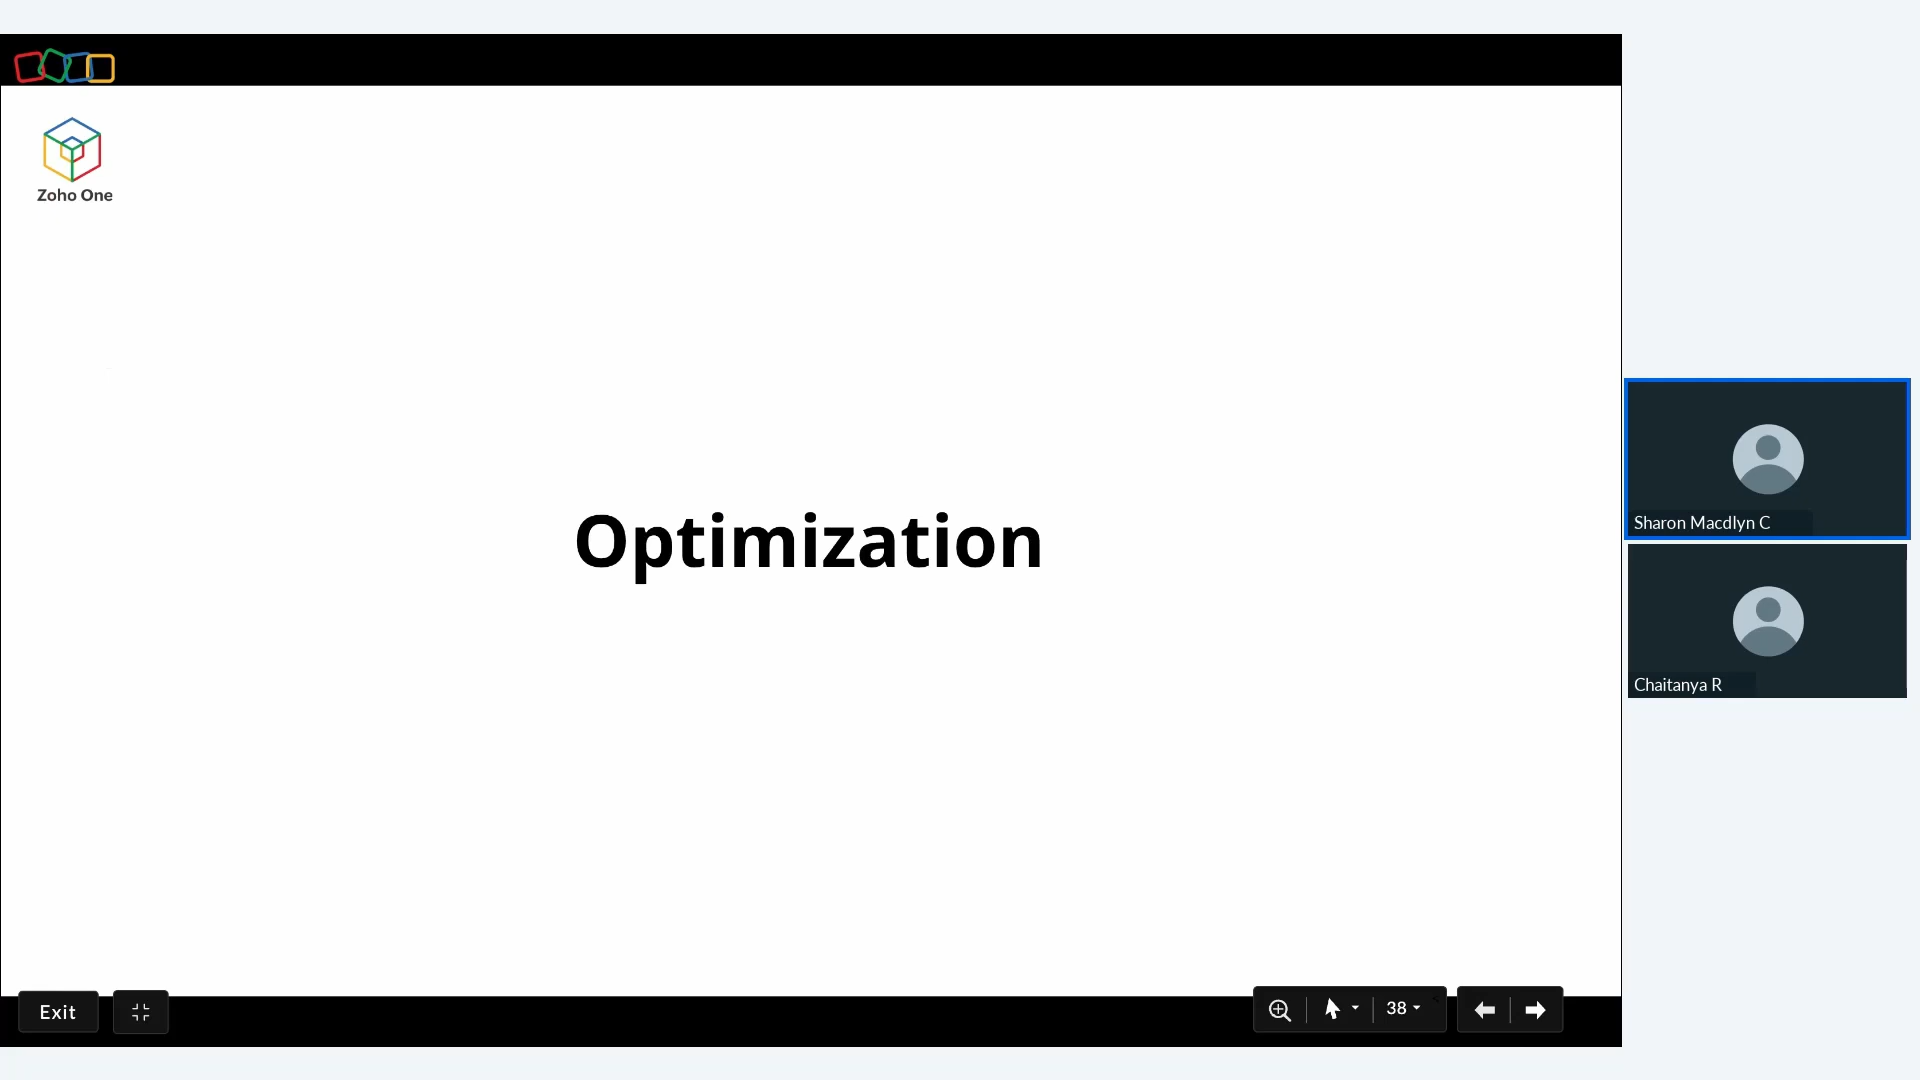 Zoho One
Optimization
Sharon Macdlyn C
Chaitanya R
Exit
38